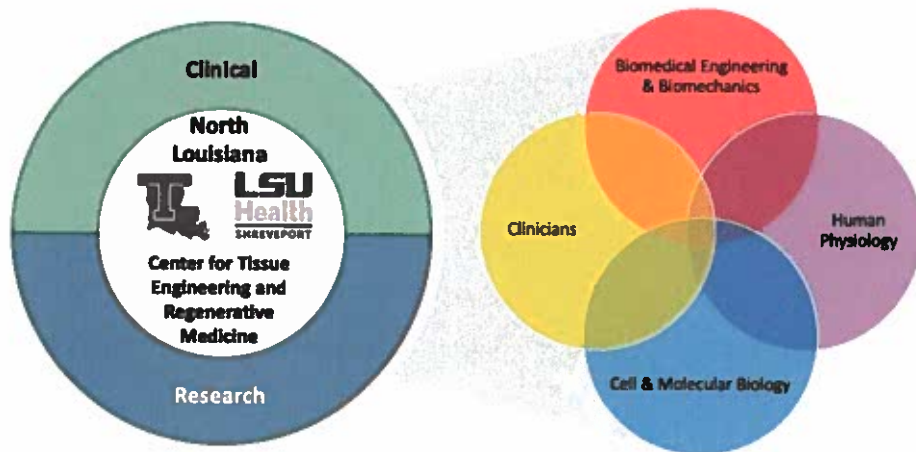 Clinical
North
Louisiana
T
LSU
Health
SHREVEPORT
Center for Tissue
Engineering and
Regenerative
Medicine
Research
Biomedical Engineering
& Biomechanics
Clinicians
Human
Physiology
Cell & Molecular Biology